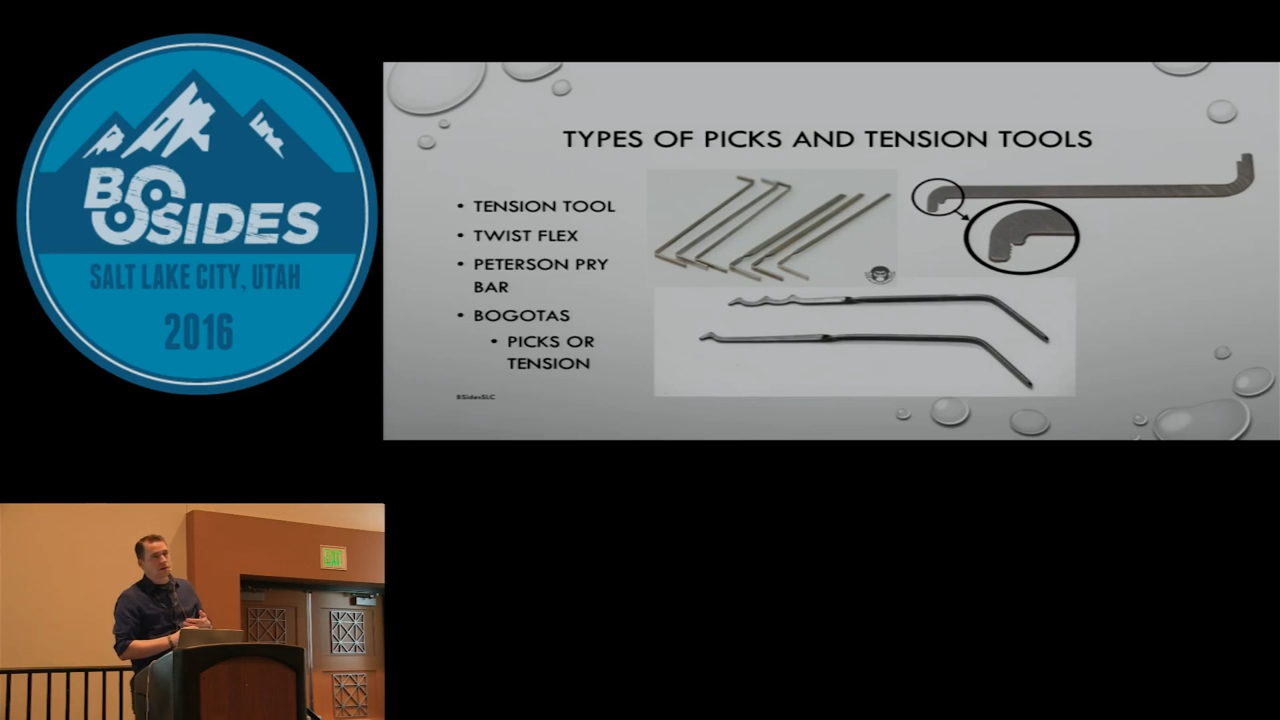 BSIDES
SALT LAKE CITY, UTAH
2016
TYPES OF PICKS AND TENSION TOOLS
• TENSION TOOL
• TWIST FLEX
• PETERSON PRY
BAR
• BOGOTAS
• PICKS OR
TENSION
BSidesSLC
EXIT